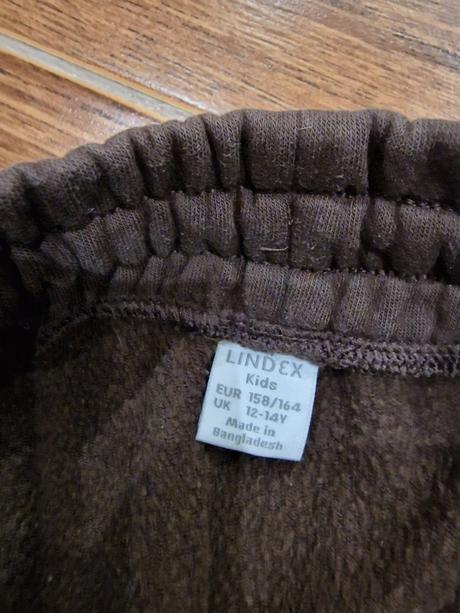 LINDEX
Kids
EUR 158/164
UK 12-14Y
Made in
Bangladesh